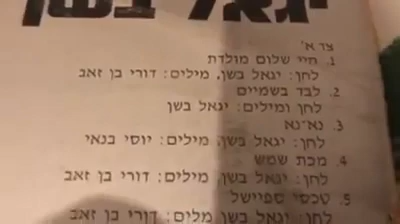 יגאל בשן
צד א'
1. חיי שלום מולדת
לחן: יגאל בשן, מילים: דורי בן זאב
2. לבד בשמיים
לחן ומילים: יגאל בשן
3. נא־נא
לחן: יגאל בשן, מילים: יוסי בנאי
4. מכת שמש
לחן: יגאל בשן, מילים: דורי בן זאב
5. טכסי ספיישל
לחן: יגאל בשן, מילים: דורי בן זאב